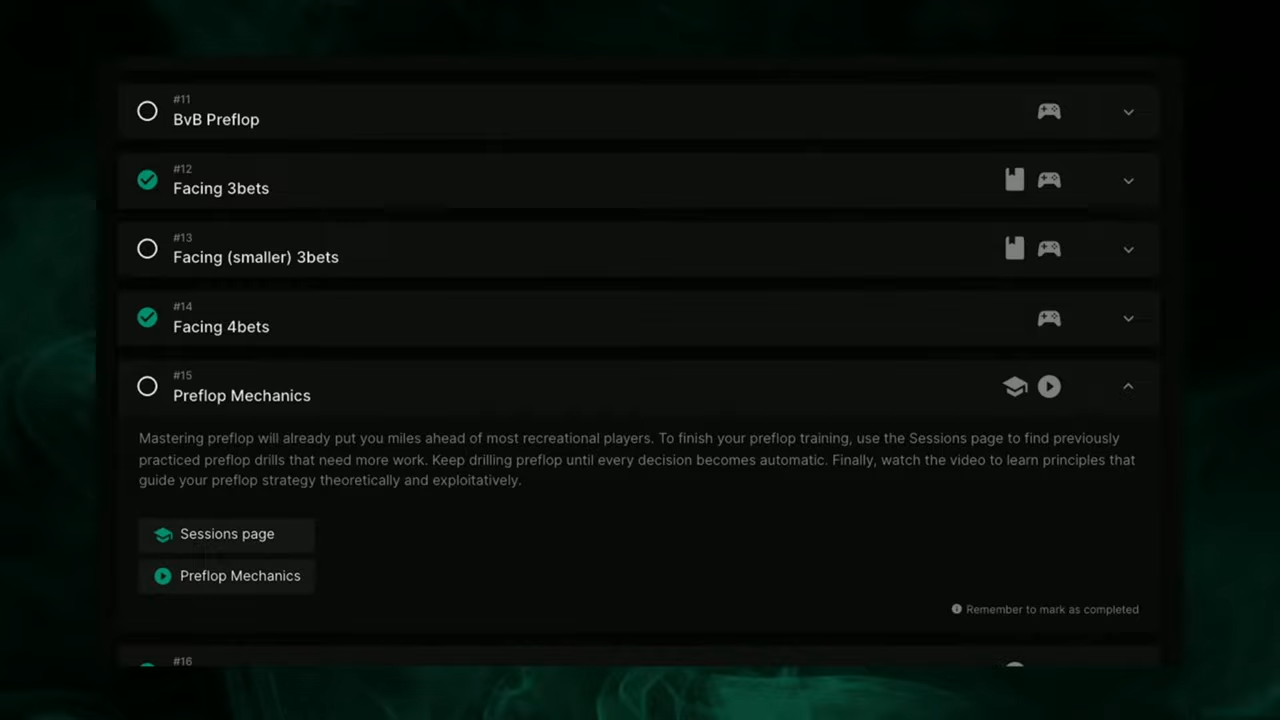 #11
BvB Preflop
#12
Facing 3bets
#13
Facing (smaller) 3bets
#14
Facing 4bets
#15
Preflop Mechanics
Mastering preflop will already put you miles ahead of most recreational players. To finish your preflop training, use the Sessions page to find previously
practiced preflop drills that need more work. Keep drilling preflop until every decision becomes automatic. Finally, watch the video to learn principles that
guide your preflop strategy theoretically and exploitatively.
Sessions page
Preflop Mechanics
Remember to mark as completed
#16